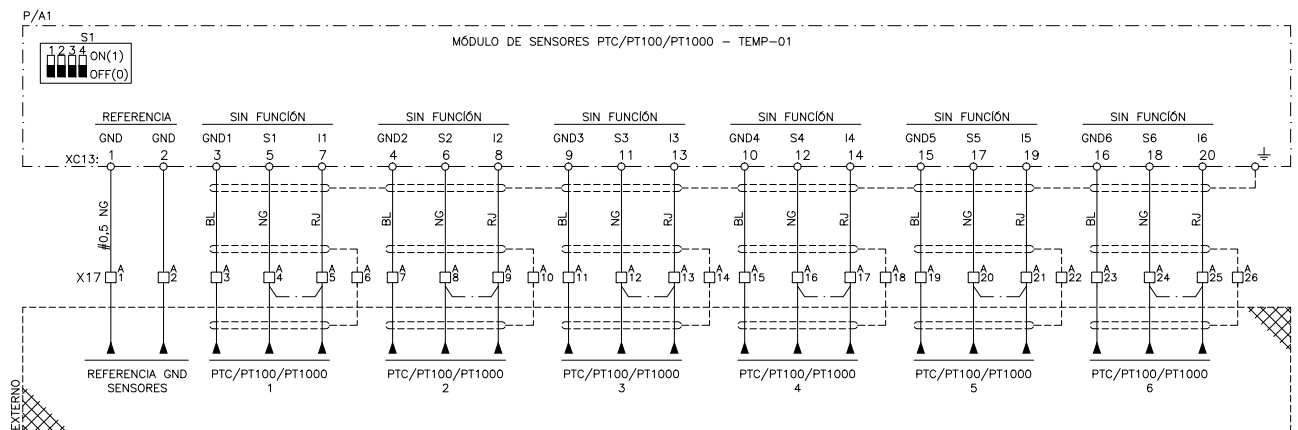 P/A1
S1
1 2 3 4 ON(1)
OFF(0)
MÓDULO DE SENSORES PTC/PT100/PT1000 - TEMP-01
REFERENCIA SIN FUNCÍÓN SIN FUNCÍÓN SIN FUNCÍÓN SIN FUNCÍÓN SIN FUNCÍÓN SIN FUNCÍÓN
GND GND GND1 S1 I1 GND2 S2 I2 GND3 S3 I3 GND4 S4 I4 GND5 S5 I5 GND6 S6 I6
XC13: 1 2 3 5 7 4 6 8 9 11 13 10 12 14 15 17 19 16 18 20
#0,5 NG BL NG RJ BL NG RJ BL NG RJ BL NG RJ BL NG RJ BL NG RJ
A A A A A A A A A A A A A A A A A A A A A A A A A A
X17 1 2 3 4 5 6 7 8 9 10 11 12 13 14 15 16 17 18 19 20 21 22 23 24 25 26
REFERENCIA GND PTC/PT100/PT1000 PTC/PT100/PT1000 PTC/PT100/PT1000 PTC/PT100/PT1000 PTC/PT100/PT1000 PTC/PT100/PT1000
SENSORES 1 2 3 4 5 6
EXTERNO